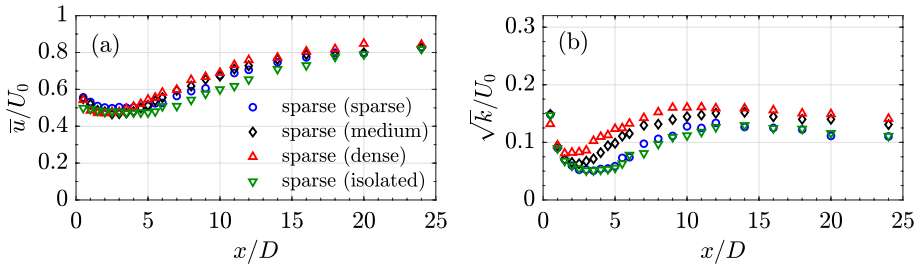 1
0.8
0.6
0.4
0.2
0
u̅/U₀
(a)
sparse (sparse)
sparse (medium)
sparse (dense)
sparse (isolated)
0 5 10 15 20 25
x/D
0.3
0.2
0.1
0
√k̅/U₀
(b)
0 5 10 15 20 25
x/D